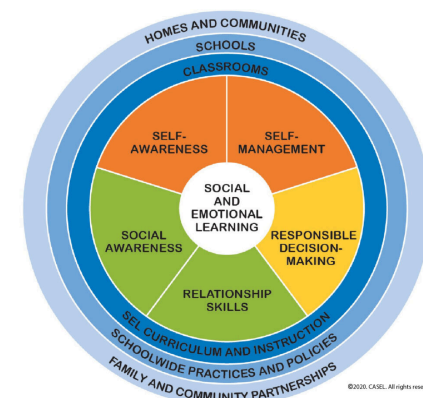 HOMES AND COMMUNITIES
SCHOOLS
CLASSROOMS
SELF-
AWARENESS
SELF-
MANAGEMENT
SOCIAL
AND
EMOTIONAL
LEARNING
SOCIAL
AWARENESS
RESPONSIBLE
DECISION-
MAKING
RELATIONSHIP
SKILLS
SEL CURRICULUM AND INSTRUCTION
SCHOOLWIDE PRACTICES AND POLICIES
FAMILY AND COMMUNITY PARTNERSHIPS
©2020. CASEL. All rights rese